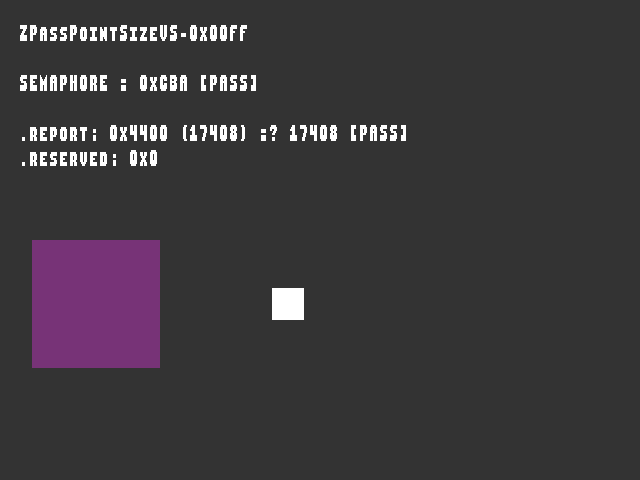 ZPassPointSizeVS-0x00FF
Semaphore : 0xCBA [PASS]
.report: 0x4400 (17408) :? 17408 [PASS]
.reserved: 0x0